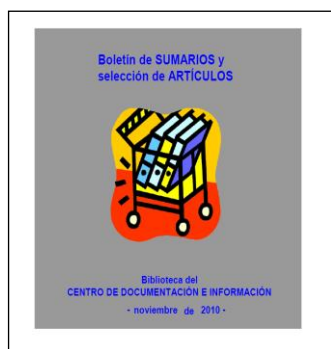 Boletín de SUMARIOS y
selección de ARTÍCULOS
Biblioteca del
CENTRO DE DOCUMENTACIÓN E INFORMACIÓN
- noviembre de 2010 -